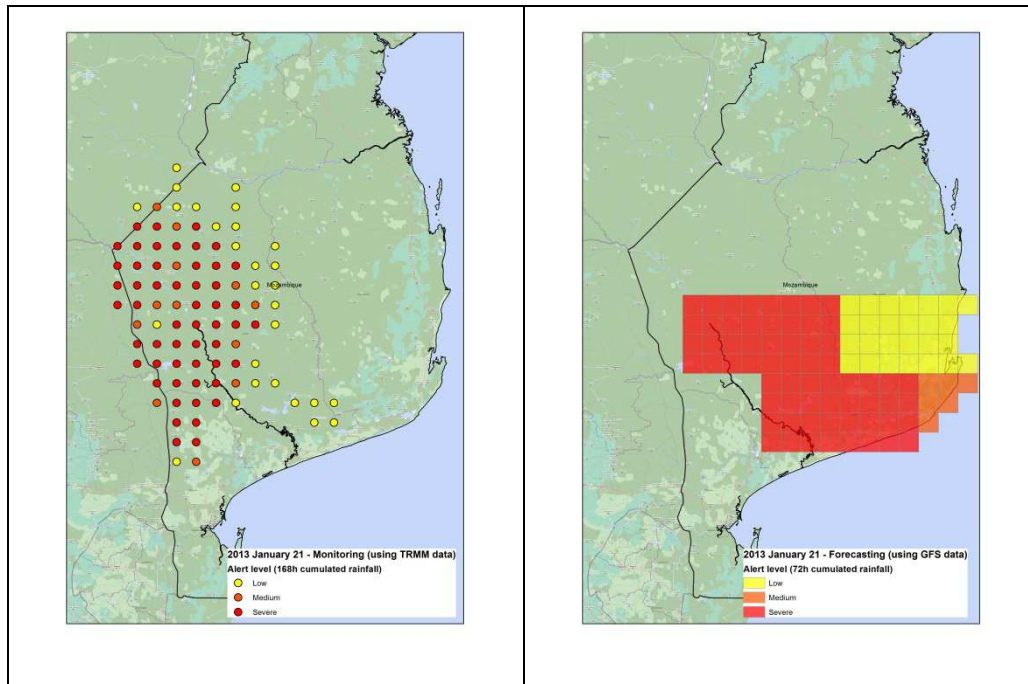 Mozambique
2013 January 21 - Monitoring (using TRMM data)
Alert level (168h cumulated rainfall)
Low
Medium
Severe
Mozambique
2013 January 21 - Forecasting (using GFS data)
Alert level (72h cumulated rainfall)
Low
Medium
Severe